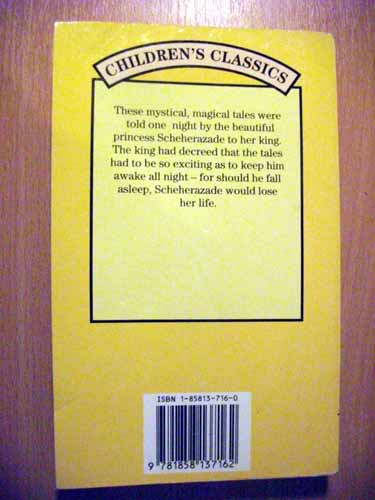 CHILDREN'S CLASSICS
These mystical, magical tales were
told one night by the beautiful
princess Scheherazade to her king.
The king had decreed that the tales
had to be so exciting as to keep him
awake all night – for should he fall
asleep, Scheherazade would lose
her life.
ISBN 1-85813-716-0
9 781858 137162